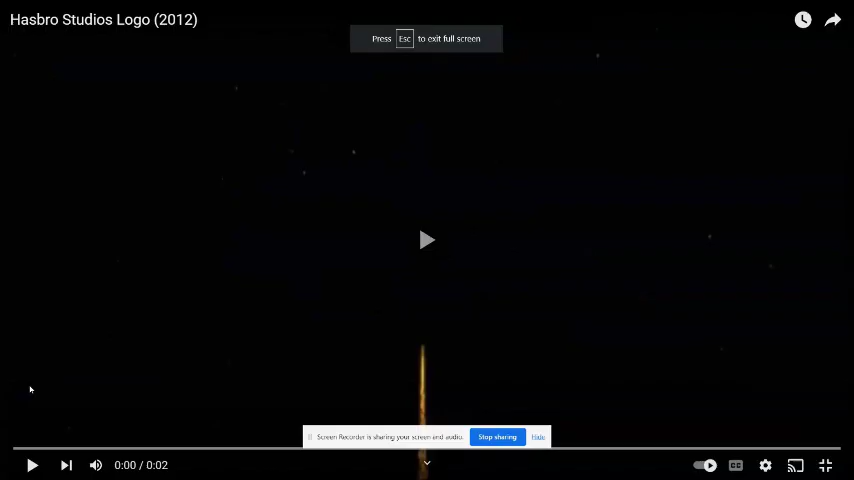 Hasbro Studios Logo (2012)
Press Esc to exit full screen
Screen Recorder is sharing your screen and audio. Stop sharing Hide
0:00 / 0:02
CC